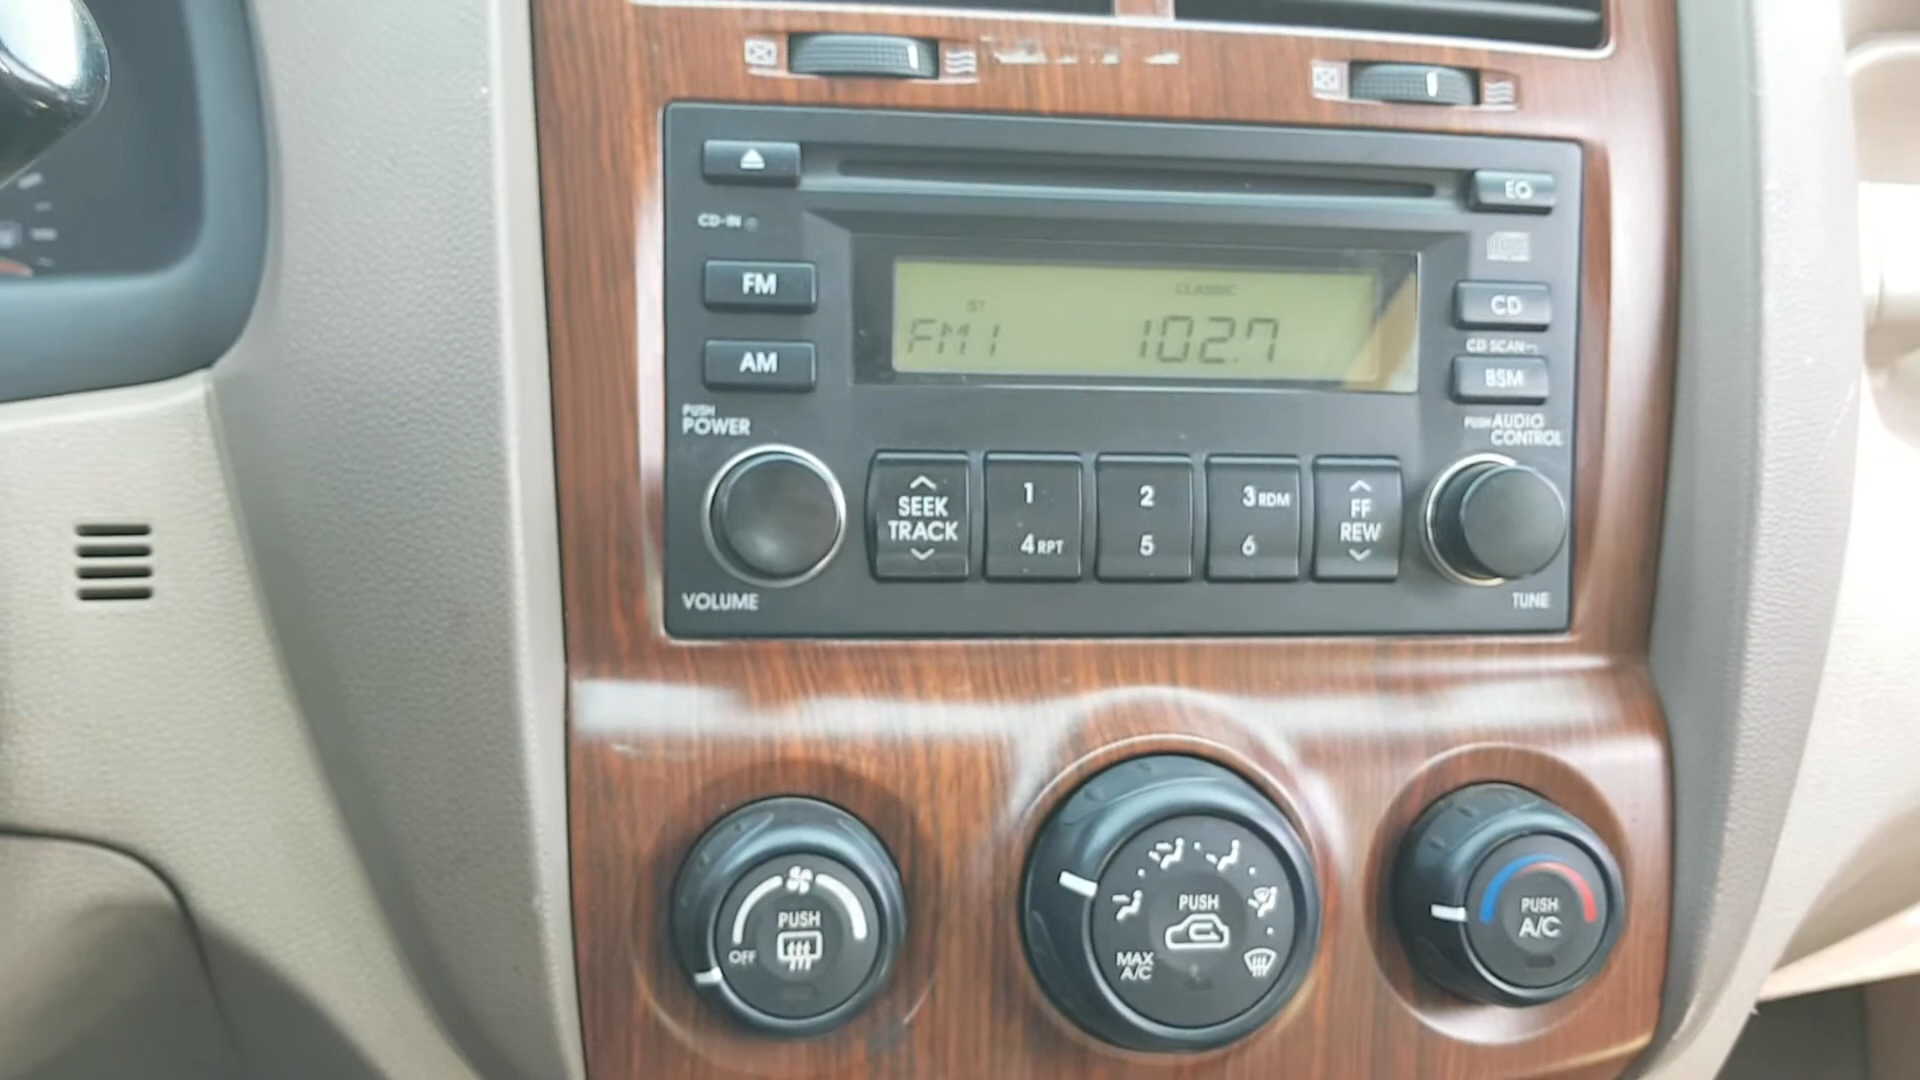 EQ
CD-IN
FM
CLASSIC
CD
ST
FM1 102.7
AM
CD SCAN
BSM
PUSH
POWER
PUSH AUDIO
CONTROL
SEEK
TRACK
1
4 RPT
2
5
3 RDM
6
FF
REW
VOLUME
TUNE
PUSH
OFF
PUSH
MAX
A/C
PUSH
A/C